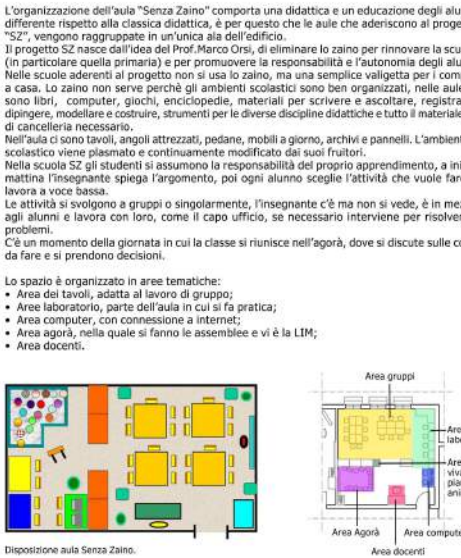 L'organizzazione dell'aula "Senza Zaino" comporta una didattica e un'educazione degli alu
differente rispetto alla classica didattica, è per questo che le aule che aderiscono al proge
"SZ", vengono raggruppate in un'unica ala dell'edificio.
Il progetto SZ nasce dall'idea del Prof.Marco Orsi, di eliminare lo zaino per rinnovare la scu
(in particolare quella primaria) e per promuovere la responsabilità e l'autonomia degli alu
Nelle scuole aderenti al progetto non si usa lo zaino, ma una semplice valigetta per i com
a casa. Lo zaino non serve perchè gli ambienti scolastici sono ben organizzati, nelle aule
sono libri, computer, giochi, enciclopedie, materiali per scrivere e ascoltare, registra
dipingere, modellare e costruire, strumenti per le diverse discipline didattiche e tutto il materiale
di cancelleria necessario.
Nell'aula ci sono tavoli, angoli attrezzati, pedane, mobili a giorno, archivi e pannelli. L'ambient
scolastico viene plasmato e continuamente modificato dai suoi fruitori.
Nella scuola SZ gli studenti si assumono la responsabilità del proprio apprendimento, a ini
mattina l'insegnante spiega l'argomento, poi ogni alunno sceglie l'attività che vuole fare
lavora a voce bassa.
Le attività si svolgono a gruppi o singolarmente, l'insegnante c'è ma non si vede, è in mez
agli alunni e lavora con loro, come il capo ufficio, se necessario interviene per risolver
problemi.
C'è un momento della giornata in cui la classe si riunisce nell'agorà, dove si discute sulle co
da fare e si prendono decisioni.
Lo spazio è organizzato in aree tematiche:
• Area dei tavoli, adatta al lavoro di gruppo;
• Aree laboratorio, parte dell'aula in cui si fa pratica;
• Area computer, con connessione a internet;
• Area agorà, nella quale si fanno le assemblee e vi è la LIM;
• Area docenti.
Area gruppi
Are
labo
Are
viva
pian
ani
Area Agorà
Area compute
Area docenti
Disposizione aula Senza Zaino.